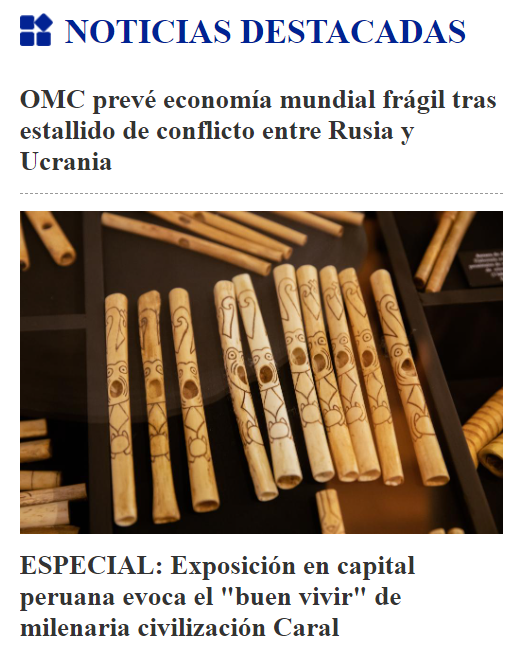 NOTICIAS DESTACADAS
OMC prevé economía mundial frágil tras
estallido de conflicto entre Rusia y
Ucrania
ESPECIAL: Exposición en capital
peruana evoca el "buen vivir" de
milenaria civilización Caral